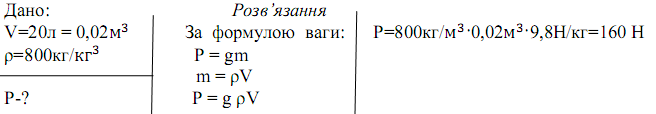 Дано:
V=20л = 0,02м³
ρ=800кг/кг³
P-?
Розв’язання
За формулою ваги:
P = gm
m = ρV
P = g ρV
P=800кг/м³·0,02м³·9,8Н/кг=160 Н